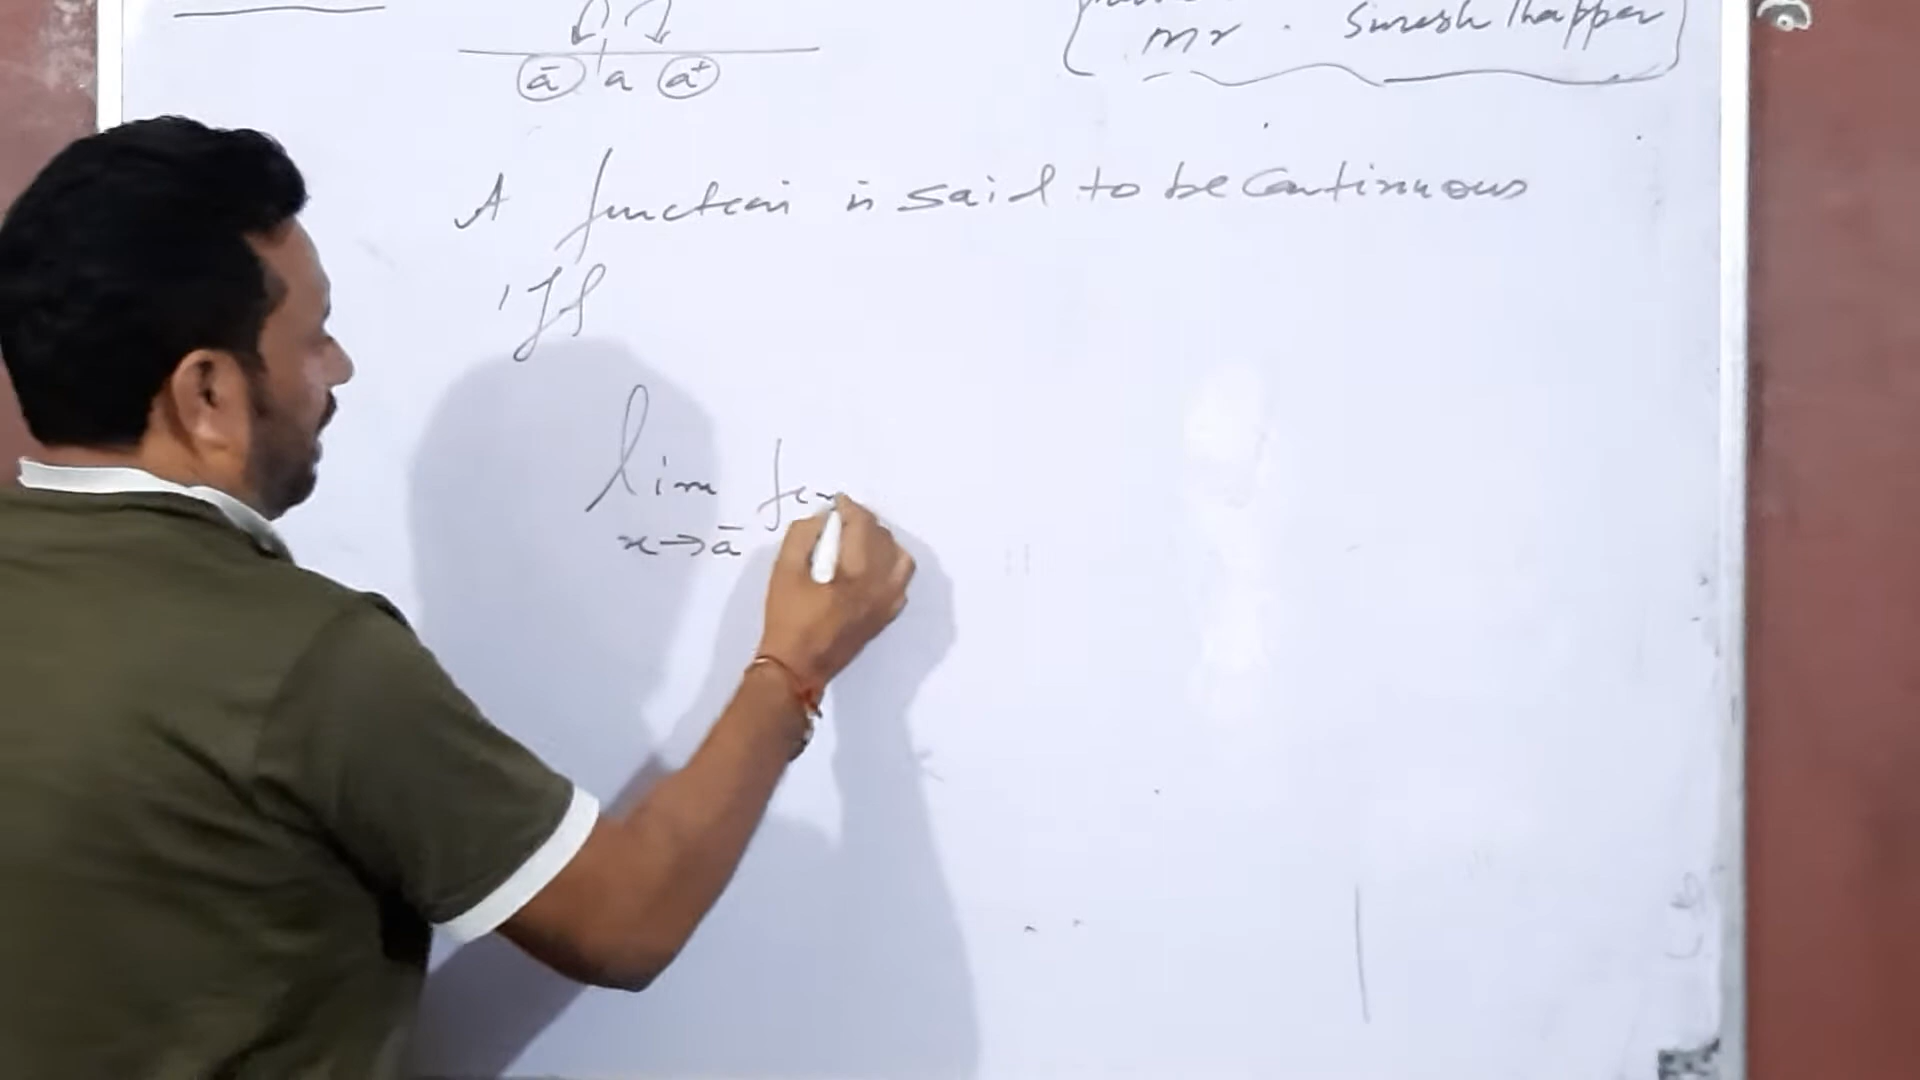 Mr. Suresh Thapper
a⁻ a a⁺
A function is said to be Continuous
iff
lim f(x
x→a⁻